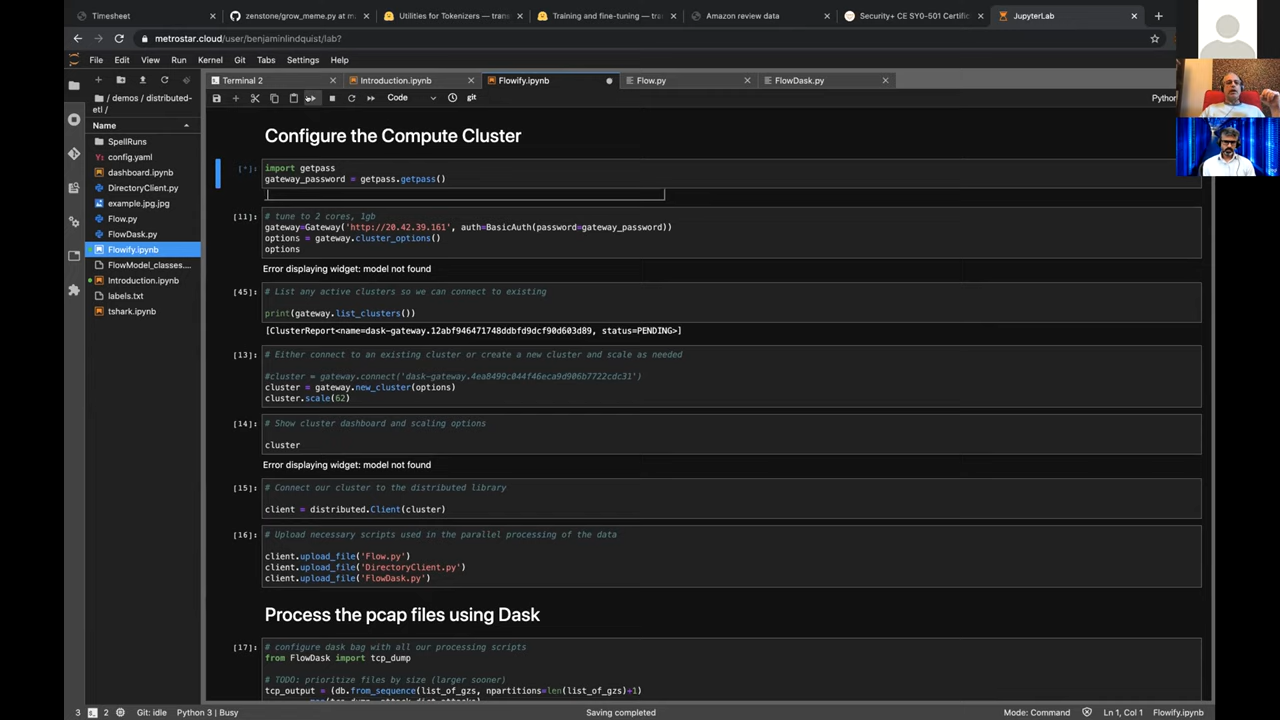 Timesheet
zenstone/grow_meme.py at m
Utilities for Tokenizers — trans
Training and fine-tuning — trans
Amazon review data
Security+ CE SY0-501 Certific
JupyterLab
metrostar.cloud/user/benjaminlindquist/lab?
File Edit View Run Kernel Git Tabs Settings Help
Terminal 2
Introduction.ipynb
Flowify.ipynb
Flow.py
FlowDask.py
/ demos / distributed-
etl /
Code
git
Python
Name
SpellRuns
config.yaml
dashboard.ipynb
DirectoryClient.py
example.jpg.jpg
Flow.py
FlowDask.py
Flowify.ipynb
FlowModel_classes....
Introduction.ipynb
labels.txt
tshark.ipynb
Configure the Compute Cluster
[*]: import getpass
gateway_password = getpass.getpass()
[11]: # tune to 2 cores, 1gb
gateway=Gateway('http://20.42.39.161', auth=BasicAuth(password=gateway_password))
options = gateway.cluster_options()
options
Error displaying widget: model not found
[45]: # List any active clusters so we can connect to existing
print(gateway.list_clusters())
[ClusterReport<name=dask-gateway.12abf946471748ddbfd9dcf90d603d89, status=PENDING>]
[13]: # Either connect to an existing cluster or create a new cluster and scale as needed
#cluster = gateway.connect('dask-gateway.4ea8499c044f46eca9d906b7722cdc31')
cluster = gateway.new_cluster(options)
cluster.scale(62)
[14]: # Show cluster dashboard and scaling options
cluster
Error displaying widget: model not found
[15]: # Connect our cluster to the distributed library
client = distributed.Client(cluster)
[16]: # Upload necessary scripts used in the parallel processing of the data
client.upload_file('Flow.py')
client.upload_file('DirectoryClient.py')
client.upload_file('FlowDask.py')
Process the pcap files using Dask
[17]: # configure dask bag with all our processing scripts
from FlowDask import tcp_dump
# TODO: prioritize files by size (larger sooner)
tcp_output = (db.from_sequence(list_of_gzs, npartitions=len(list_of_gzs)+1)
2 Git: idle Python 3 | Busy
Saving completed
Mode: Command
Ln 1, Col 1
Flowify.ipynb